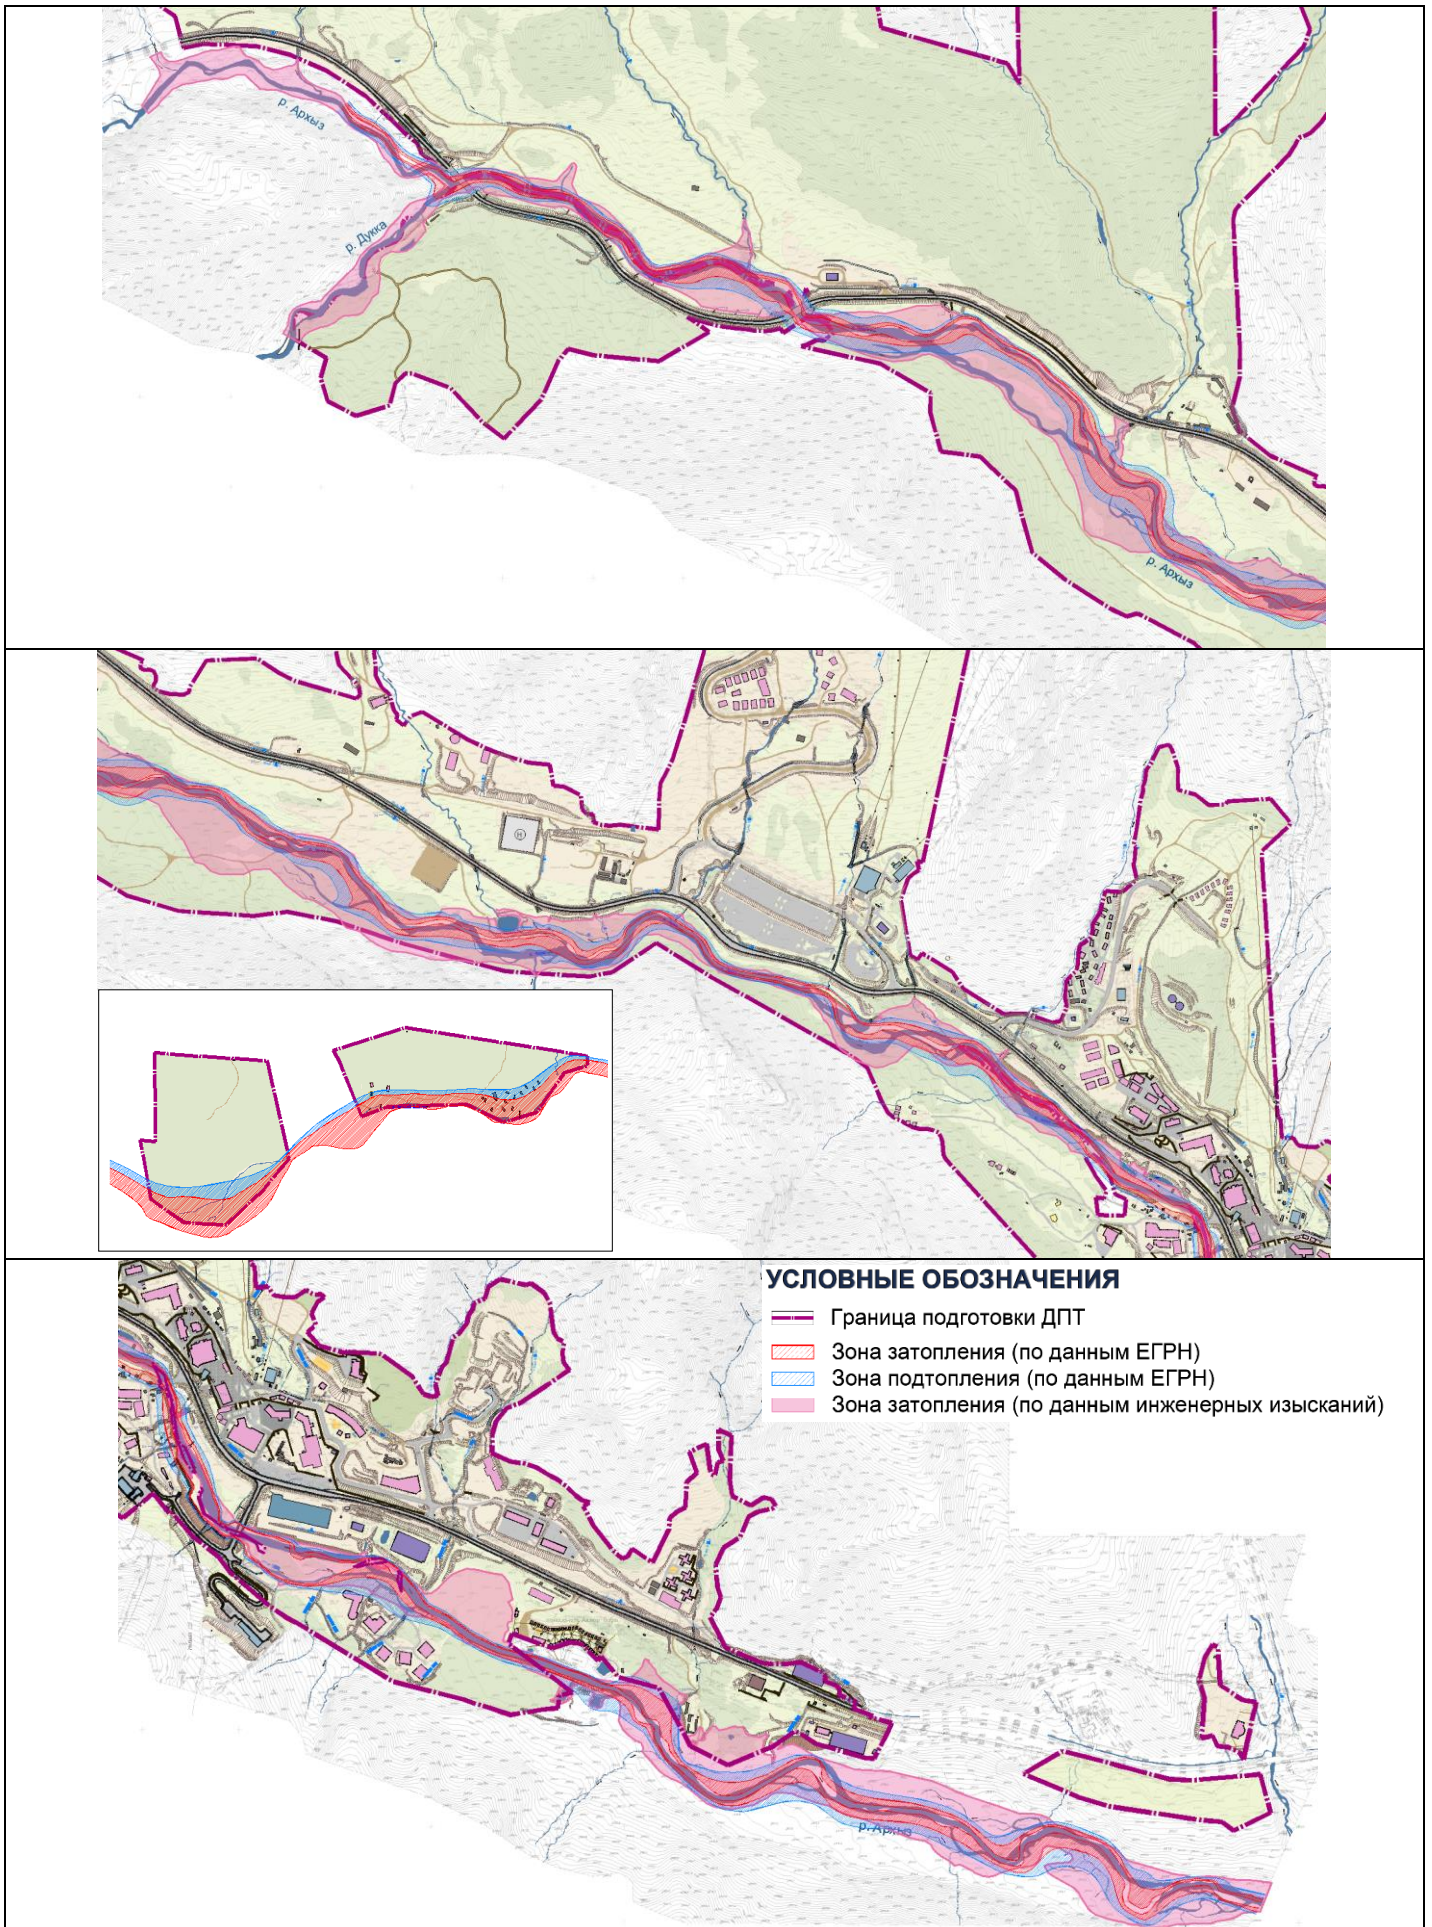 р. Архыз
р. Дукка
р. Архыз
H
УСЛОВНЫЕ ОБОЗНАЧЕНИЯ
Граница подготовки ДПТ
Зона затопления (по данным ЕГРН)
Зона подтопления (по данным ЕГРН)
Зона затопления (по данным инженерных изысканий)
р. Архыз